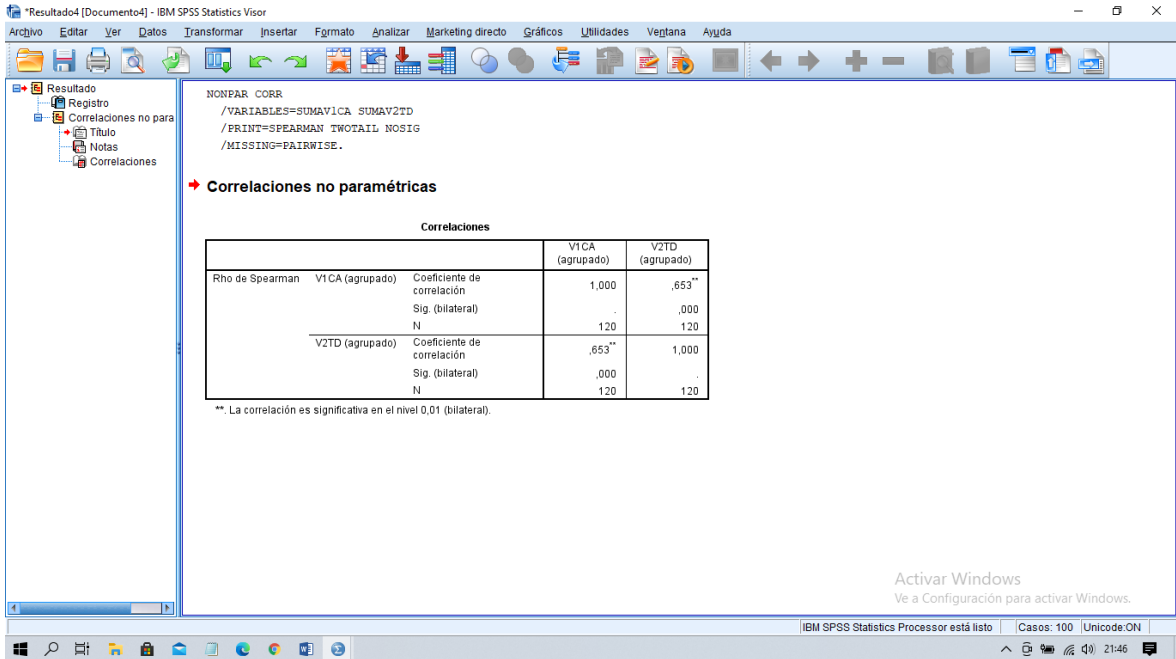 *Resultado4 [Documento4] - IBM SPSS Statistics Visor
Archivo Editar Ver Datos Transformar Insertar Formato Analizar Marketing directo Gráficos Utilidades Ventana Ayuda
Resultado
Registro
Correlaciones no para
Título
Notas
Correlaciones
NONPAR CORR
/VARIABLES=SUMAV1CA SUMAV2TD
/PRINT=SPEARMAN TWOTAIL NOSIG
/MISSING=PAIRWISE.
Correlaciones no paramétricas
Correlaciones
V1CA (agrupado) V2TD (agrupado)
Rho de Spearman V1CA (agrupado) Coeficiente de correlación 1,000 ,653**
Sig. (bilateral) . ,000
N 120 120
V2TD (agrupado) Coeficiente de correlación ,653** 1,000
Sig. (bilateral) ,000 .
N 120 120
**. La correlación es significativa en el nivel 0,01 (bilateral).
Activar Windows
Ve a Configuración para activar Windows.
IBM SPSS Statistics Processor está listo Casos: 100 Unicode:ON
21:46